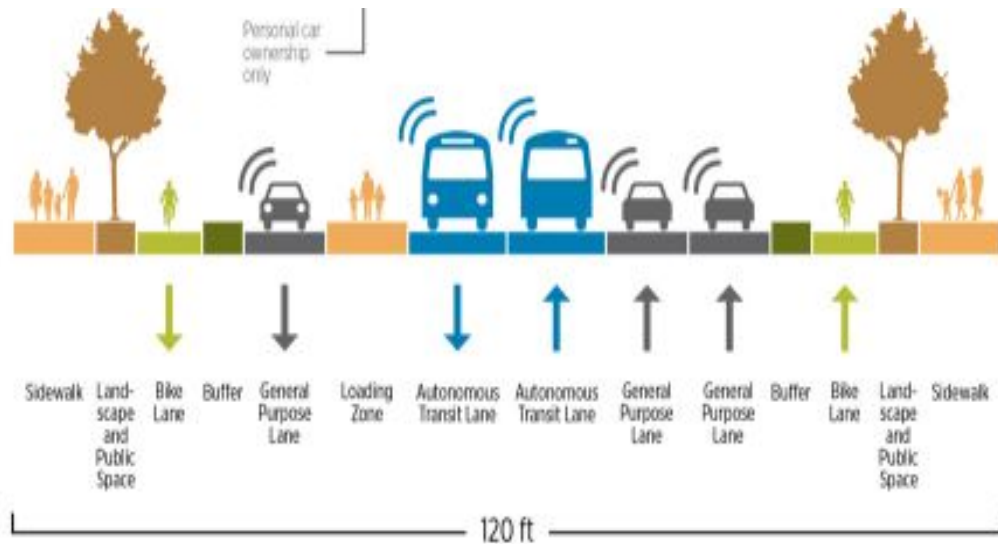 Personal car
ownership
only
Sidewalk
Land-
scape
and
Public
Space
Bike
Lane
Buffer
General
Purpose
Lane
Loading
Zone
Autonomous
Transit Lane
Autonomous
Transit Lane
General
Purpose
Lane
General
Purpose
Lane
Buffer
Bike
Lane
Land-
scape
and
Public
Space
Sidewalk
120 ft